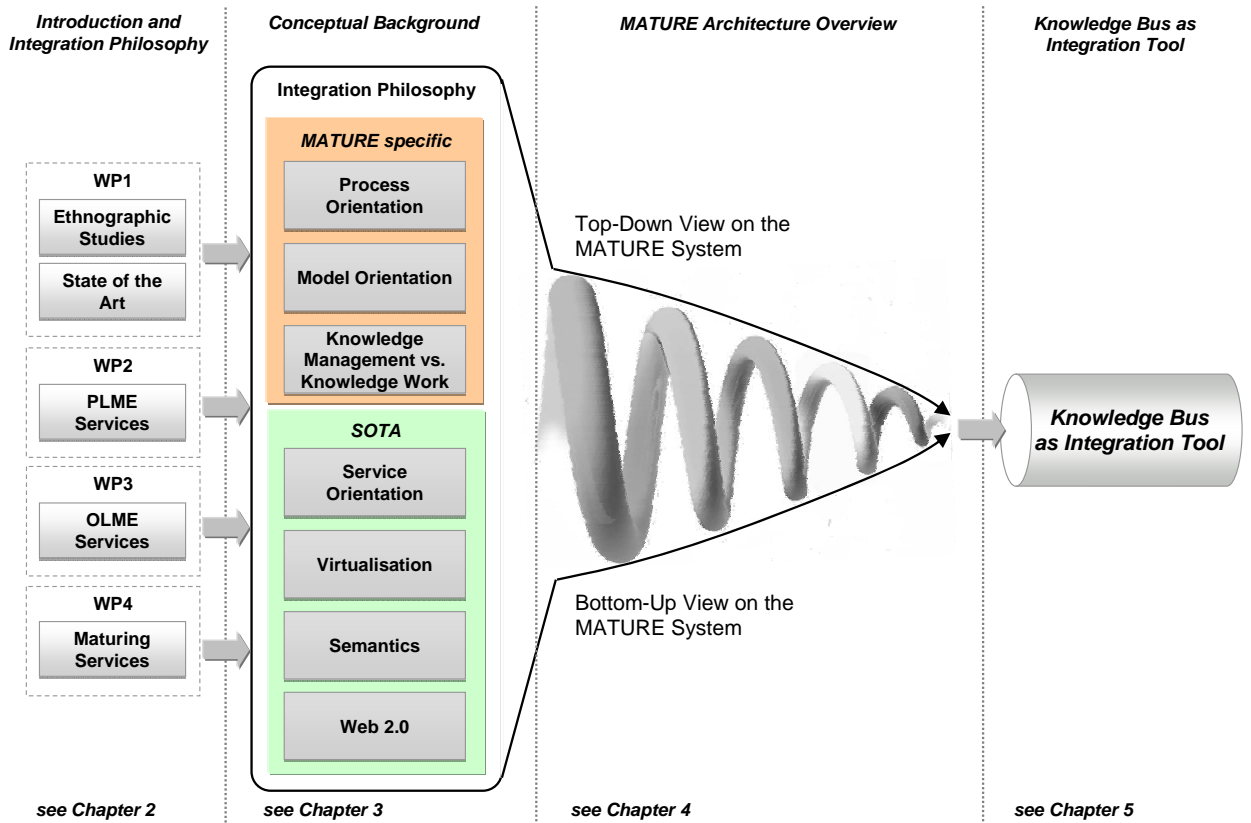 Introduction and
Integration Philosophy
Conceptual Background
MATURE Architecture Overview
Knowledge Bus as
Integration Tool
WP1
Ethnographic
Studies
State of the
Art
WP2
PLME
Services
WP3
OLME
Services
WP4
Maturing
Services
Integration Philosophy
MATURE specific
Process
Orientation
Model Orientation
Knowledge
Management vs.
Knowledge Work
SOTA
Service
Orientation
Virtualisation
Semantics
Web 2.0
Top-Down View on the
MATURE System
Bottom-Up View on the
MATURE System
Knowledge Bus
as Integration Tool
see Chapter 2
see Chapter 3
see Chapter 4
see Chapter 5